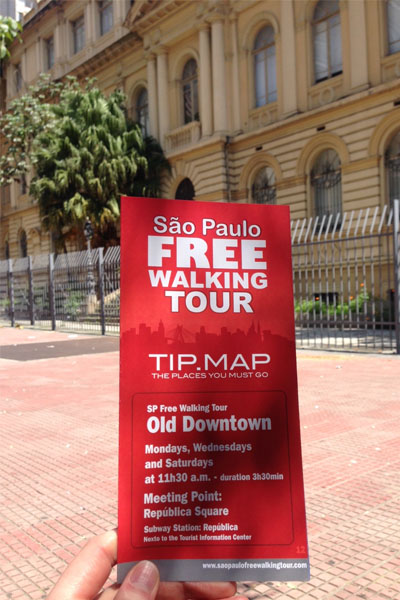 São Paulo
FREE
WALKING
TOUR
TIP.MAP
THE PLACES YOU MUST GO
SP Free Walking Tour
Old Downtown
Mondays, Wednesdays
and Saturdays
at 11h30 a.m. - duration 3h30min
Meeting Point:
República Square
Subway Station: República
Nexto to the Tourist Information Center
12
www.saopaulofreewalkingtour.com